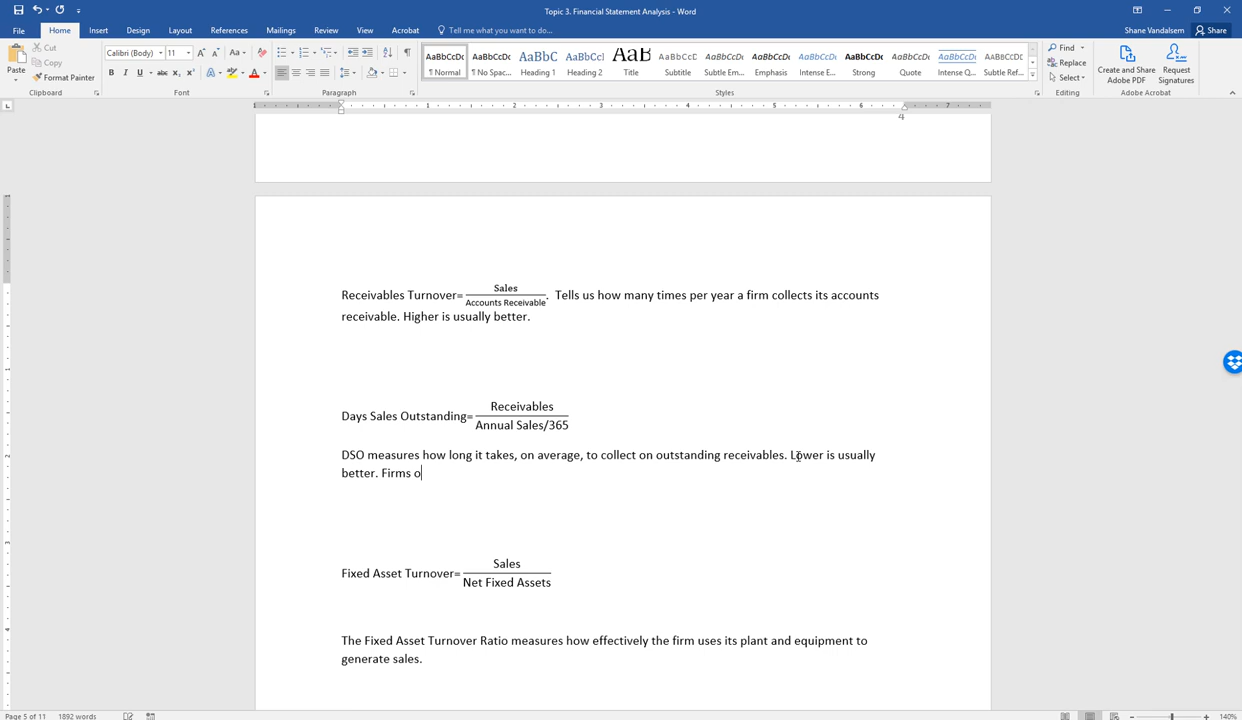 Topic 3. Financial Statement Analysis - Word
File Home Insert Draw Layout References Mailings Review View Acrobat Tell me what you want to do... Shane Vandalsem Share
Paste Cut Copy Format Painter
Calibri (Body) 11
AaBbCcDc AaBbCcDc AaBbC AaBbCcI AaB AaBbCcD AaBbCcDc AaBbCcDc AaBbCcDc AaBbCcDc AaBbCcDc AaBbCcDc AABBCCDC
¶ Normal ¶ No Spac... Heading 1 Heading 2 Title Subtitle Subtle Em... Emphasis Intense E... Strong Quote Intense Q... Subtle Ref...
Find Replace Select
Create and Share Adobe PDF Request Signatures
Clipboard Font Paragraph Styles Editing Adobe Acrobat
4
Receivables Turnover= Sales
Accounts Receivable . Tells us how many times per year a firm collects its accounts
receivable. Higher is usually better.
Receivables
Days Sales Outstanding=
Annual Sales/365
DSO measures how long it takes, on average, to collect on outstanding receivables. Lower is usually
better. Firms o
Sales
Fixed Asset Turnover=
Net Fixed Assets
The Fixed Asset Turnover Ratio measures how effectively the firm uses its plant and equipment to
generate sales.
Page 5 of 11 1892 words 140%